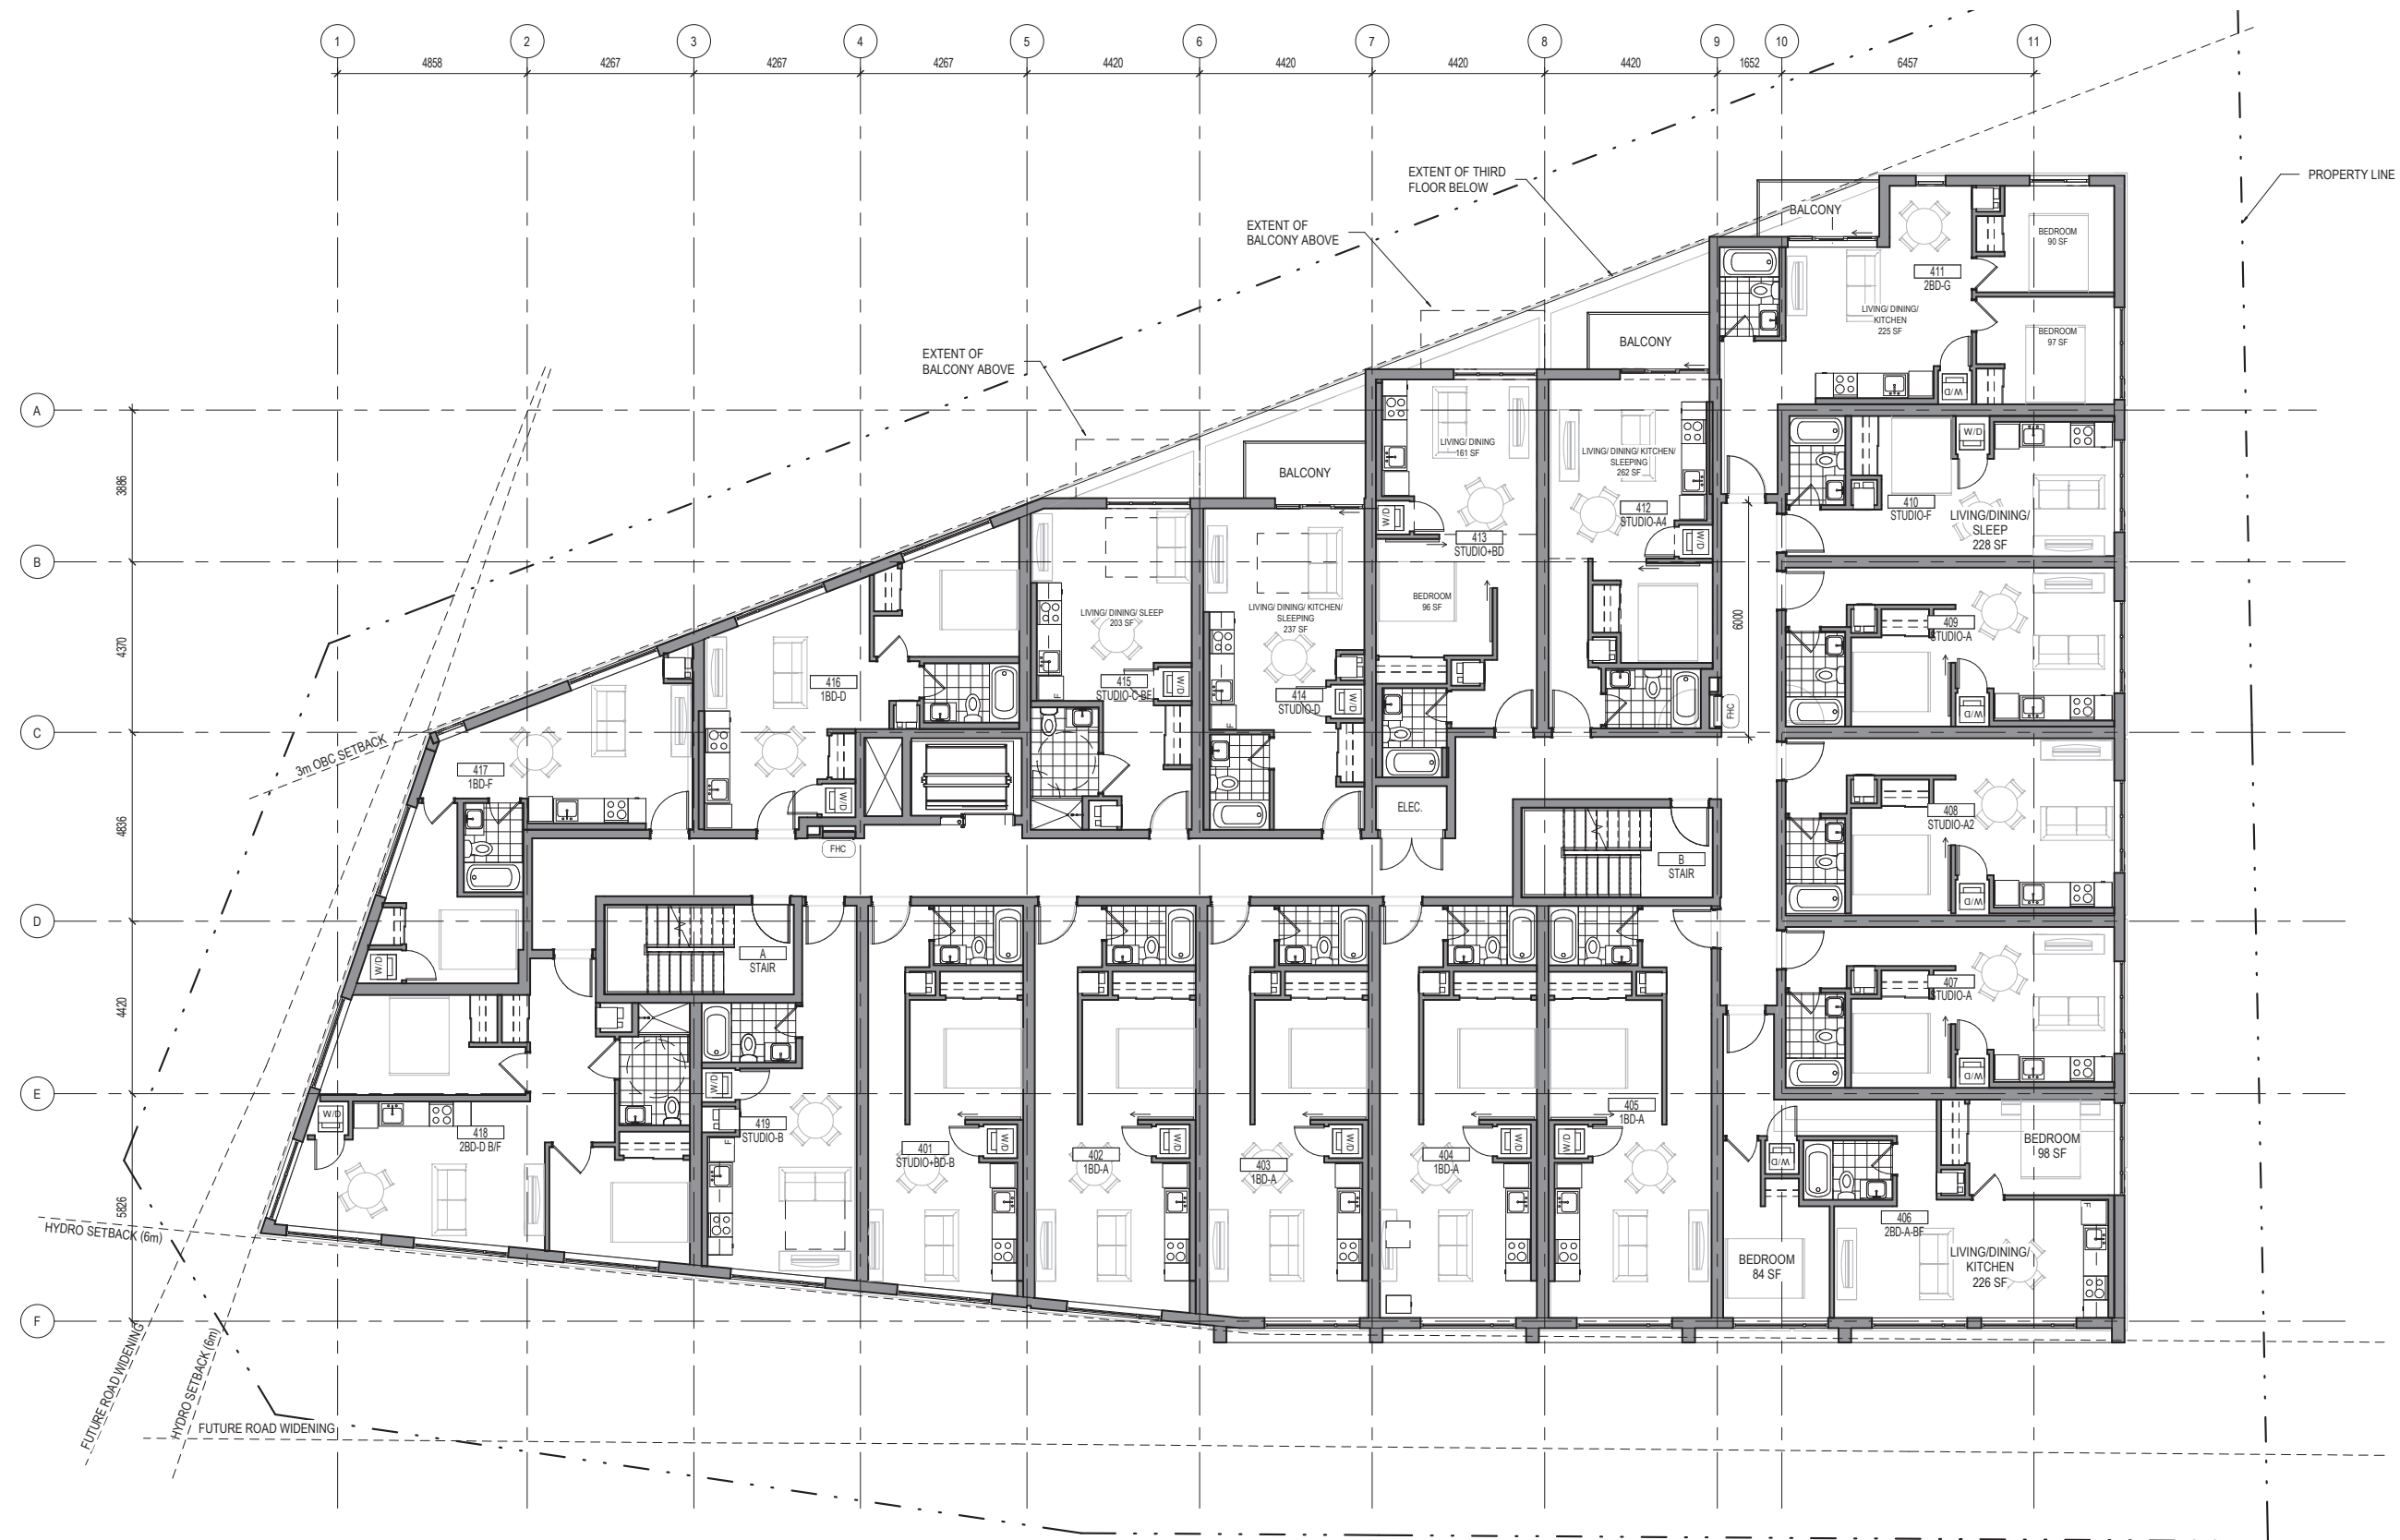 1
2
3
4
5
6
7
8
9
10
11
4858
4267
4267
4267
4420
4420
4420
4420
1652
6457
EXTENT OF THIRD
FLOOR BELOW
PROPERTY LINE
EXTENT OF
BALCONY ABOVE
EXTENT OF
BALCONY ABOVE
BALCONY
BEDROOM
90 SF
411
2BD-G
LIVING/ DINING/
KITCHEN
225 SF
BEDROOM
97 SF
W/D
BALCONY
A
3886
B
4370
C
4836
D
4420
E
5826
F
BALCONY
LIVING/ DINING
161 SF
W/D
413
STUDIO+BD
BEDROOM
96 SF
LIVING/ DINING/ KITCHEN/
SLEEPING
262 SF
412
STUDIO-A4
W/D
6000
FHC
W/D
410
STUDIO-F
LIVING/DINING/
SLEEP
228 SF
409
STUDIO-A
W/D
408
STUDIO-A2
W/D
407
STUDIO-A
W/D
LIVING/ DINING/ SLEEP
203 SF
415
STUDIO-C-BF
W/D
F
LIVING/ DINING/ KITCHEN/
SLEEPING
237 SF
414
STUDIO-D
W/D
F
416
1BD-D
W/D
FHC
3m OBC SETBACK
417
1BD-F
W/D
ELEC.
B
STAIR
A
STAIR
W/D
418
2BD-D B/F
W/D
419
STUDIO-B
F
401
STUDIO+BD-B
W/D
402
1BD-A
W/D
403
1BD-A
W/D
404
1BD-A
W/D
405
1BD-A
W/D
W/D
BEDROOM
98 SF
406
2BD-A-BF
F
BEDROOM
84 SF
LIVING/DINING/
KITCHEN
226 SF
HYDRO SETBACK (6m)
FUTURE ROAD WIDENING
HYDRO SETBACK (6m)
FUTURE ROAD WIDENING